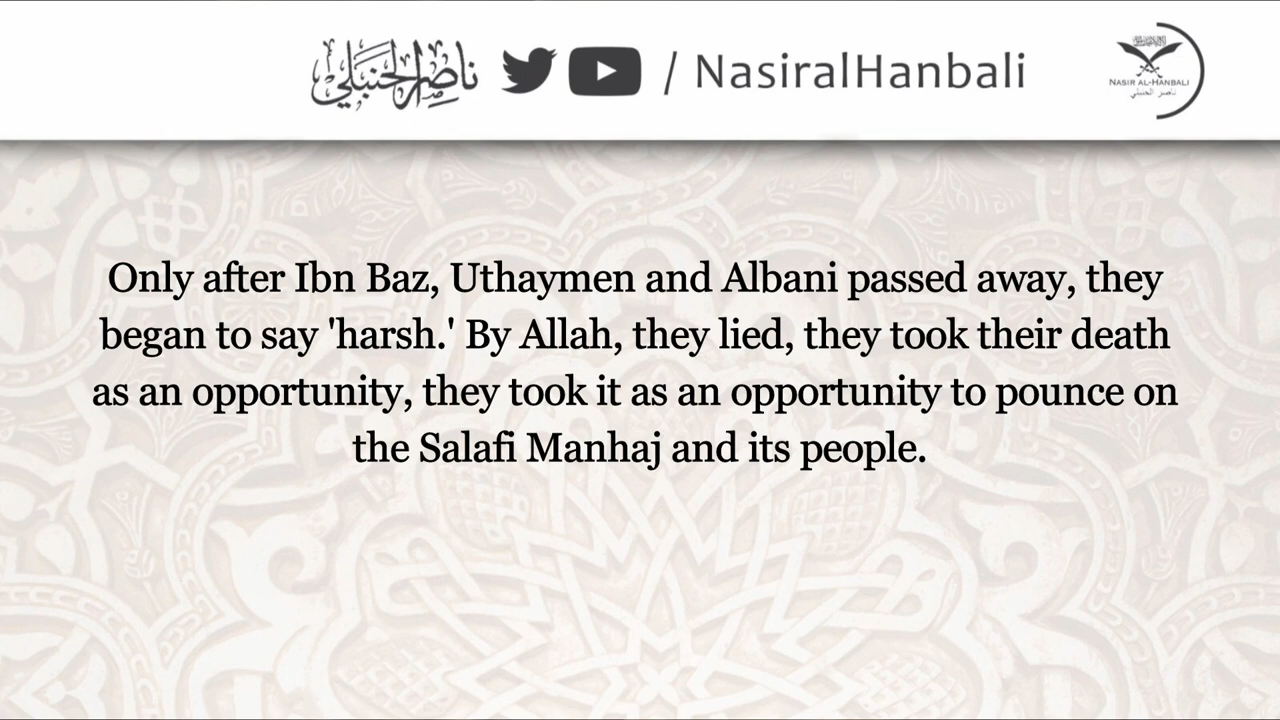 ناصر الحنبلي / NasiralHanbali
NASIR AL-HANBALI
ناصر الحنبلي
Only after Ibn Baz, Uthaymen and Albani passed away, they
began to say 'harsh.' By Allah, they lied, they took their death
as an opportunity, they took it as an opportunity to pounce on
the Salafi Manhaj and its people.